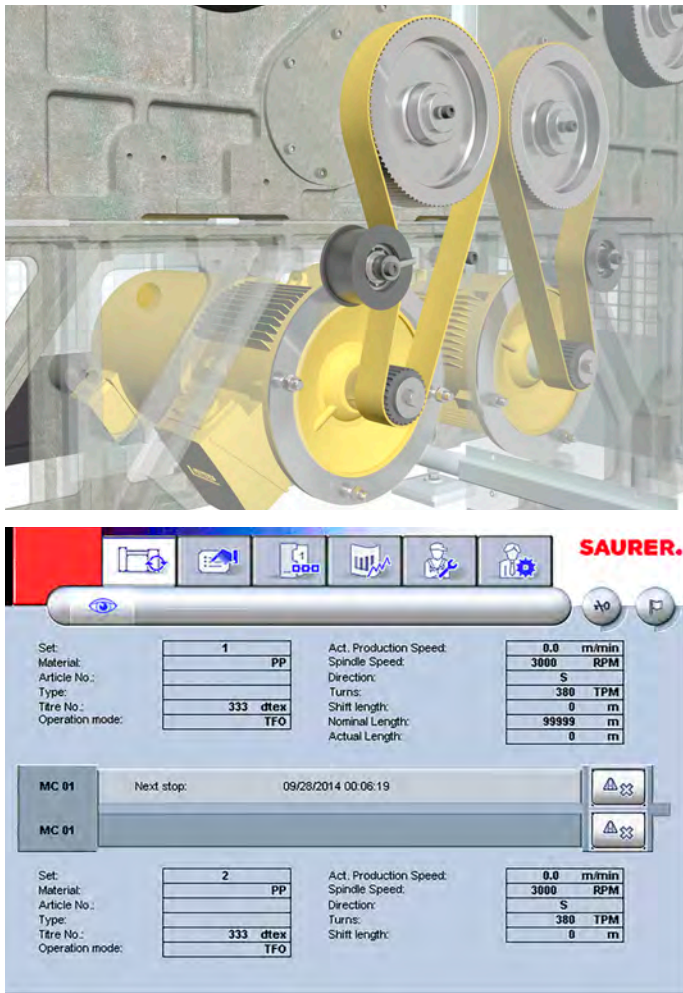 SAURER.
1
Set: 1 Act. Production Speed: 0.0 m/min
Material: PP Spindle Speed: 3000 RPM
Article No.: Direction: S
Type: Turns: 380 TPM
Titre No.: 333 dtex Shift length: 0 m
Operation mode: TFO Nominal Length: 99999 m
Actual Length: 0 m
MC 01 Next stop: 09/28/2014 00:06:19
MC 01
Set: 2 Act. Production Speed: 0.0 m/min
Material: PP Spindle Speed: 3000 RPM
Article No.: Direction: S
Type: Turns: 380 TPM
Titre No.: 333 dtex Shift length: 0 m
Operation mode: TFO